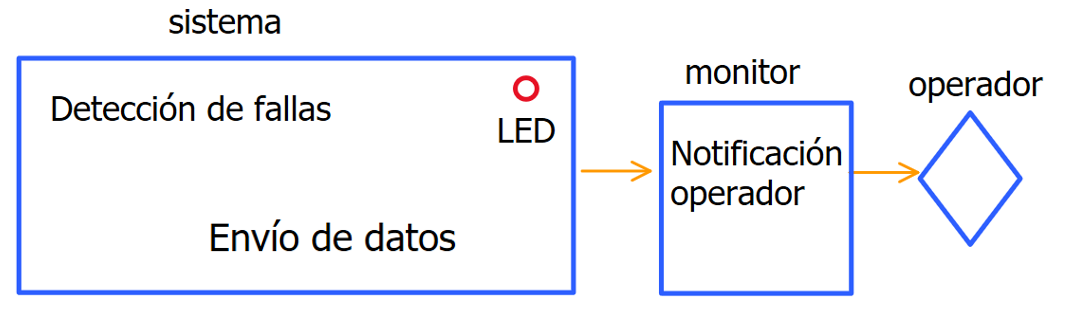 sistema
monitor
operador
Detección de fallas
LED
Notificación
operador
Envío de datos